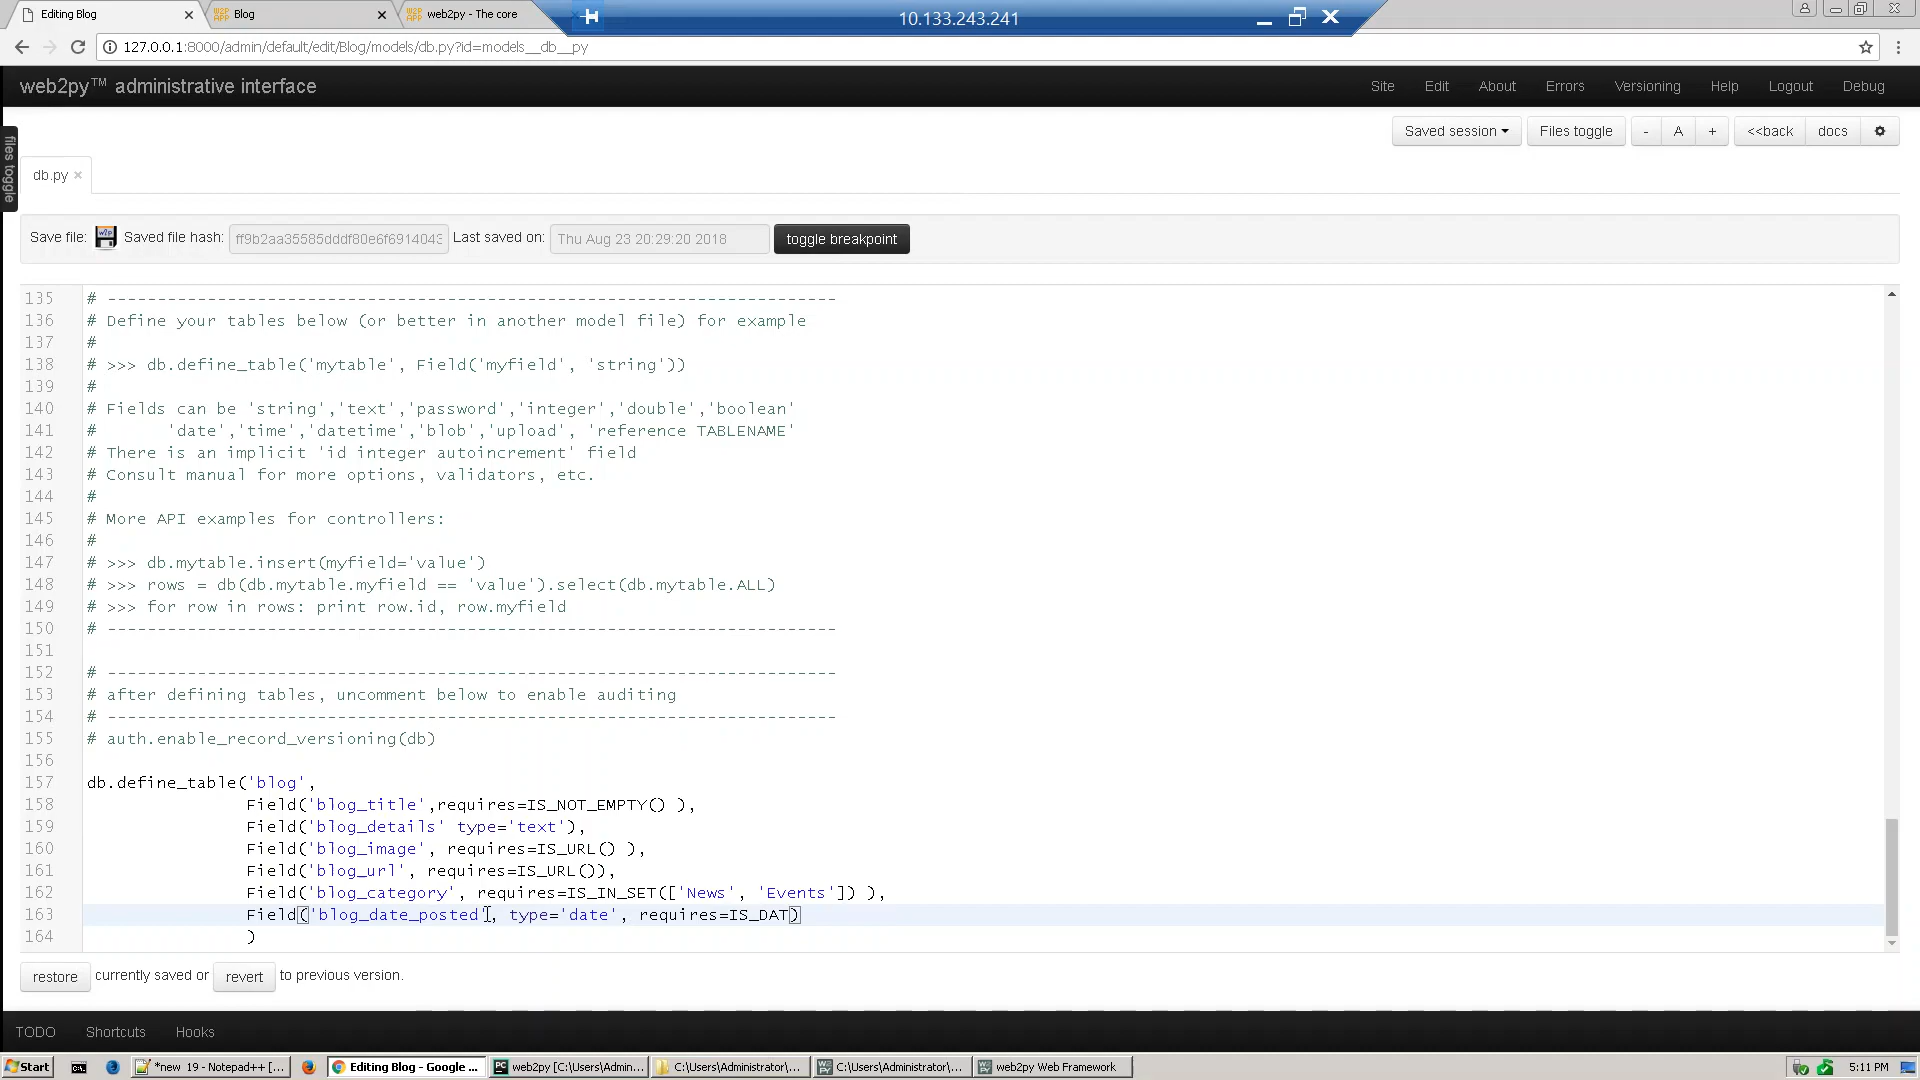 Editing Blog
Blog
web2py - The core
10.133.243.241
127.0.0.1:8000/admin/default/edit/Blog/models/db.py?id=models__db__py
web2py™ administrative interface
Site Edit About Errors Versioning Help Logout Debug
Saved session Files toggle - A + <<back docs
files toggle
db.py ×
Save file: Saved file hash: ff9b2aa35585dddf80e6f6914043 Last saved on: Thu Aug 23 20:29:20 2018 toggle breakpoint
135 # -------------------------------------------------------------------------
136 # Define your tables below (or better in another model file) for example
137 #
138 # >>> db.define_table('mytable', Field('myfield', 'string'))
139 #
140 # Fields can be 'string','text','password','integer','double','boolean'
141 #       'date','time','datetime','blob','upload', 'reference TABLENAME'
142 # There is an implicit 'id integer autoincrement' field
143 # Consult manual for more options, validators, etc.
144 #
145 # More API examples for controllers:
146 #
147 # >>> db.mytable.insert(myfield='value')
148 # >>> rows = db(db.mytable.myfield == 'value').select(db.mytable.ALL)
149 # >>> for row in rows: print row.id, row.myfield
150 # -------------------------------------------------------------------------
151
152 # -------------------------------------------------------------------------
153 # after defining tables, uncomment below to enable auditing
154 # -------------------------------------------------------------------------
155 # auth.enable_record_versioning(db)
156
157 db.define_table('blog',
158                 Field('blog_title',requires=IS_NOT_EMPTY() ),
159                 Field('blog_details' type='text'),
160                 Field('blog_image', requires=IS_URL() ),
161                 Field('blog_url', requires=IS_URL()),
162                 Field('blog_category', requires=IS_IN_SET(['News', 'Events']) ),
163                 Field('blog_date_posted', type='date', requires=IS_DAT)
164                 )
restore currently saved or revert to previous version.
TODO Shortcuts Hooks
Start *new 19 - Notepad++ [... Editing Blog - Google ... web2py [C:\Users\Admin... C:\Users\Administrator\... C:\Users\Administrator\... web2py Web Framework 5:11 PM